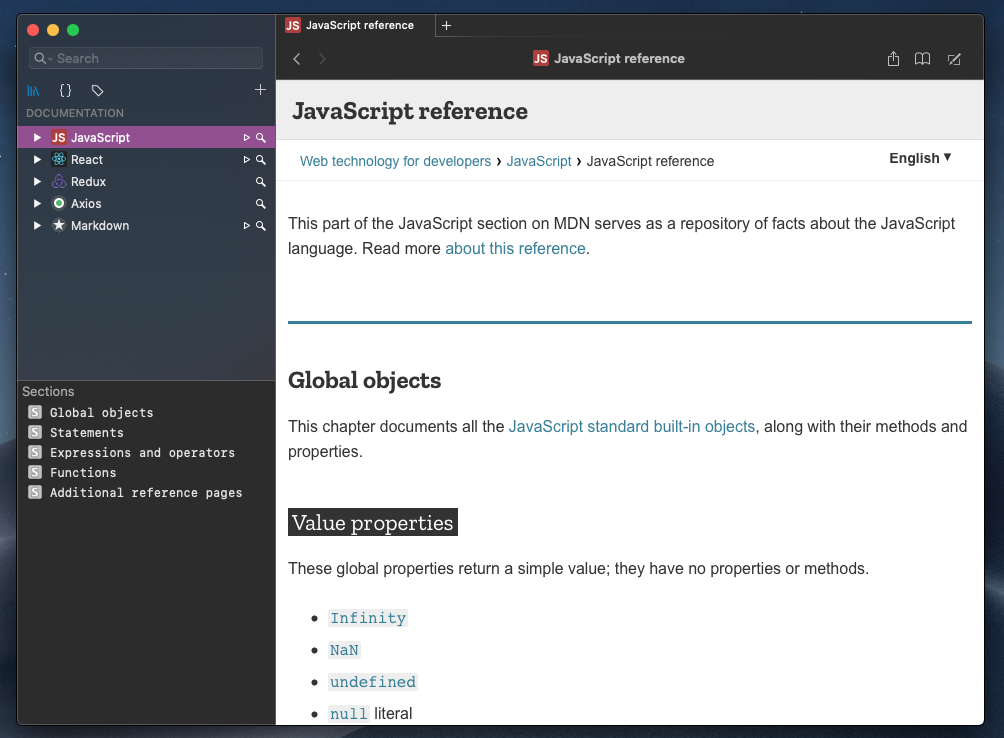 JS JavaScript reference
Search
JS JavaScript reference
{}
DOCUMENTATION
JS JavaScript
React
Redux
Axios
Markdown
JavaScript reference
Web technology for developers › JavaScript › JavaScript reference
English ▼
This part of the JavaScript section on MDN serves as a repository of facts about the JavaScript
language. Read more about this reference.
Global objects
This chapter documents all the JavaScript standard built-in objects, along with their methods and
properties.
Value properties
These global properties return a simple value; they have no properties or methods.
• Infinity
• NaN
• undefined
• null literal
Sections
S Global objects
S Statements
S Expressions and operators
S Functions
S Additional reference pages